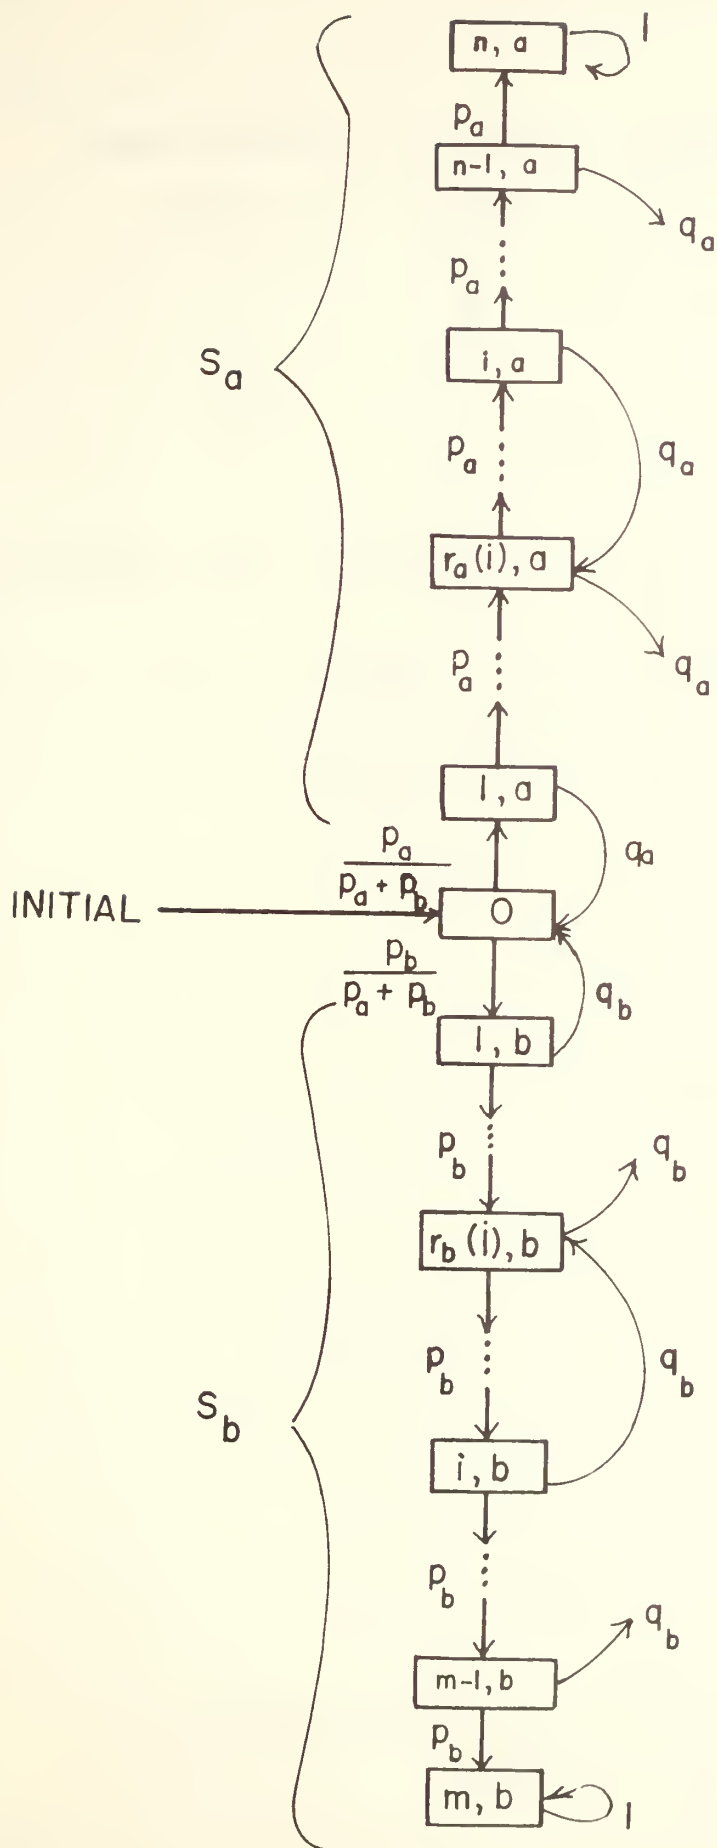 n, a
1
p_a
n-1, a
q_a
p_a
i, a
S_a
p_a
q_a
r_a(i), a
q_a
p_a
1, a
q_a
p_a / (p_a + p_b)
INITIAL
0
p_b / (p_a + p_b)
q_b
1, b
p_b
q_b
r_b(i), b
p_b
q_b
S_b
i, b
p_b
q_b
m-1, b
p_b
m, b
1